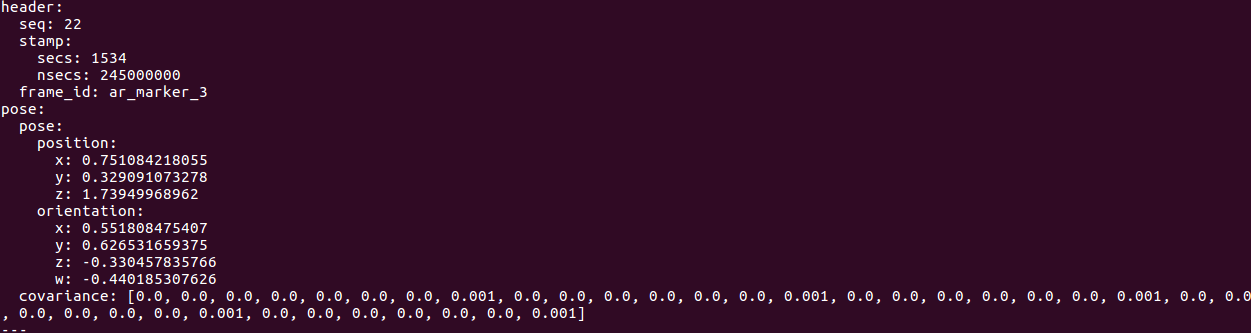 header:
  seq: 22
  stamp:
    secs: 1534
    nsecs: 245000000
  frame_id: ar_marker_3
pose:
  pose:
    position:
      x: 0.751084218055
      y: 0.329091073278
      z: 1.73949968962
    orientation:
      x: 0.551808475407
      y: 0.626531659375
      z: -0.330457835766
      w: -0.440185307626
  covariance: [0.0, 0.0, 0.0, 0.0, 0.0, 0.0, 0.0, 0.001, 0.0, 0.0, 0.0, 0.0, 0.0, 0.0, 0.001, 0.0, 0.0, 0.0, 0.0, 0.0, 0.0, 0.001, 0.0, 0.0
, 0.0, 0.0, 0.0, 0.0, 0.001, 0.0, 0.0, 0.0, 0.0, 0.0, 0.0, 0.001]
---